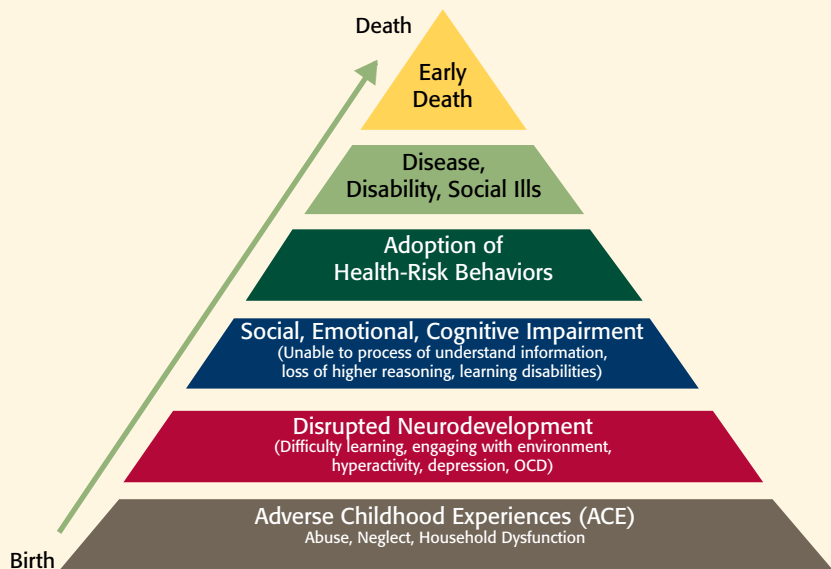 Death
Early
Death
Disease,
Disability, Social Ills
Adoption of
Health-Risk Behaviors
Social, Emotional, Cognitive Impairment
(Unable to process of understand information,
loss of higher reasoning, learning disabilities)
Disrupted Neurodevelopment
(Difficulty learning, engaging with environment,
hyperactivity, depression, OCD)
Adverse Childhood Experiences (ACE)
Abuse, Neglect, Household Dysfunction
Birth